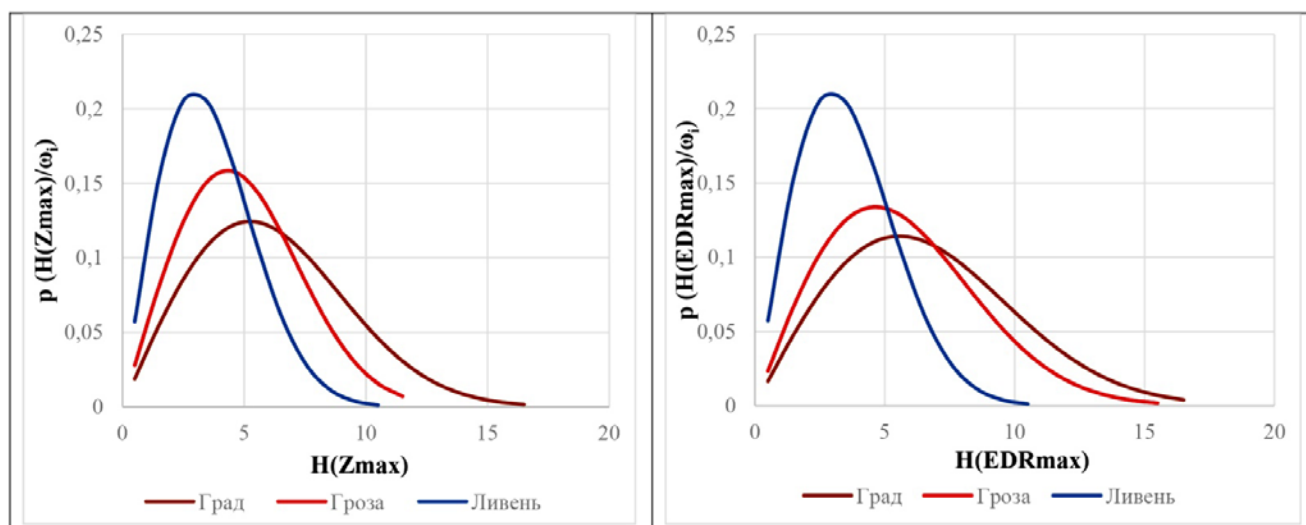 0,25
0,2
0,15
0,1
0,05
0
p (H(Zmax)/ωi)
0 5 10 15 20
H(Zmax)
Град Гроза Ливень
0,25
0,2
0,15
0,1
0,05
0
p (H(EDRmax)/ωi)
0 5 10 15 20
H(EDRmax)
Град Гроза Ливень